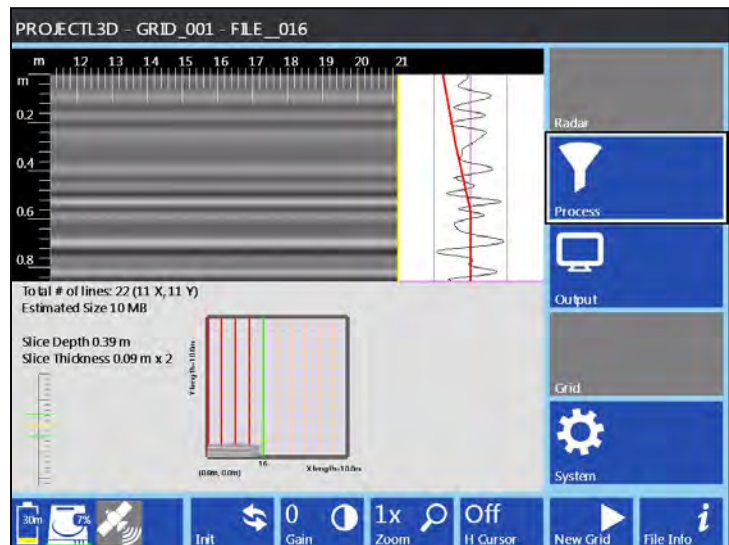 PROJECTL3D - GRID_001 - FILE__016
m 12 13 14 15 16 17 18 19 20 21
m
0.2
0.4
0.6
0.8
Total # of lines: 22 (11 X, 11 Y)
Estimated Size 10 MB
Slice Depth 0.39 m
Slice Thickness 0.09 m x 2
Y length=10.0m
(0.0m, 0.0m)
16
X length=10.0m
Radar
Process
Output
Grid
System
30m
7%
Init
0
Gain
1x
Zoom
Off
H Cursor
New Grid
i
File Info